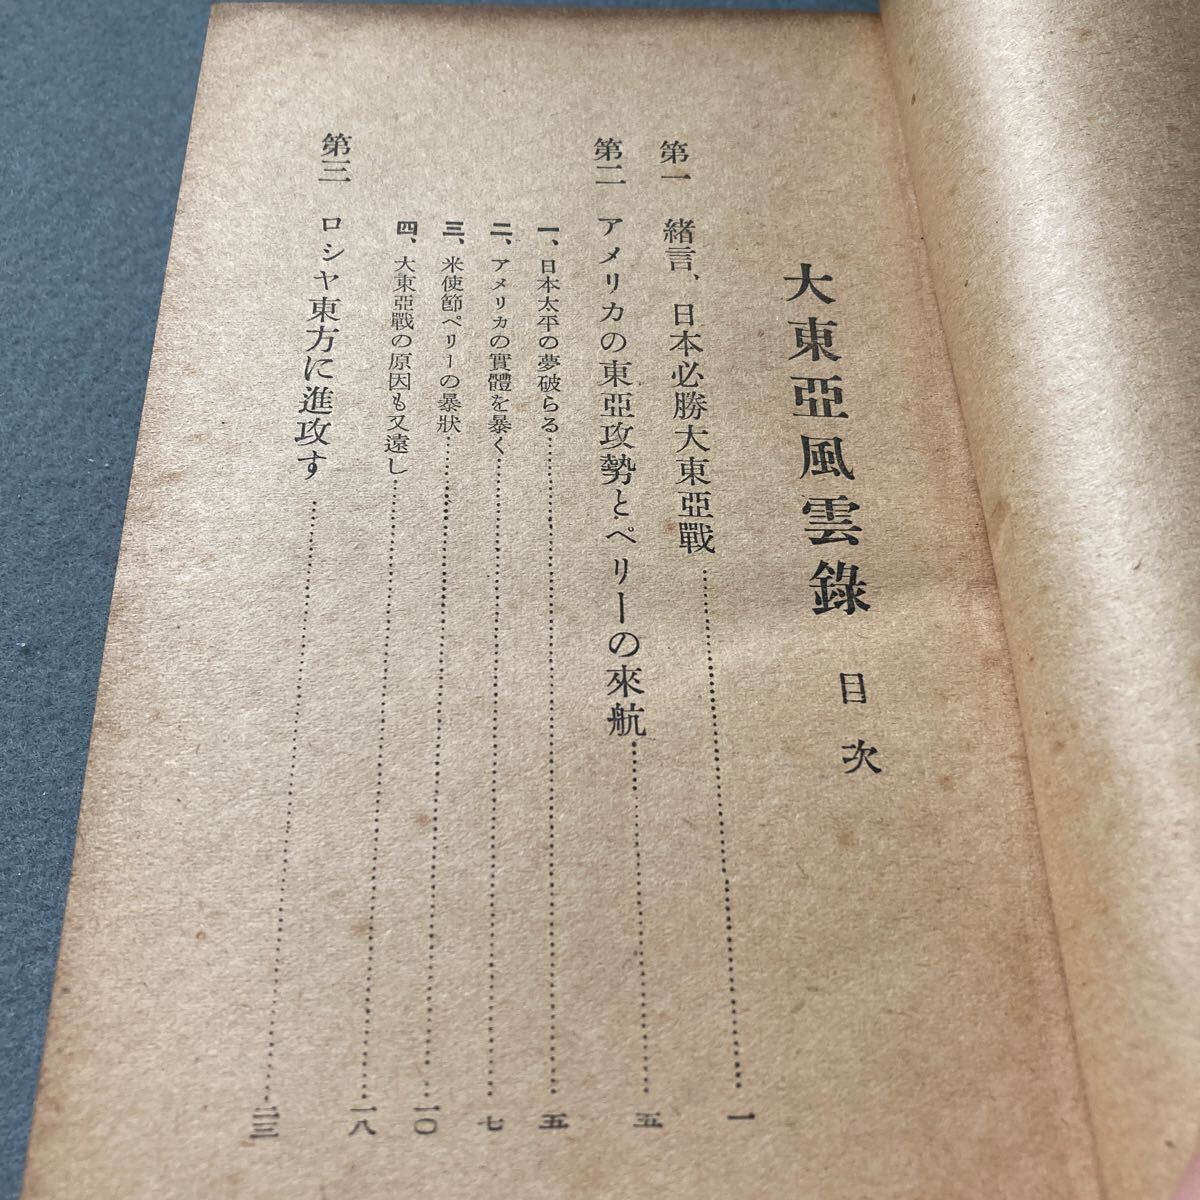 大東亞風雲錄 目次
第一 緒言、日本必勝大東亞戰……一
第二 アメリカの東亞攻勢とペリーの來航……五
一、日本太平の夢破らる……五
二、アメリカの實體を暴く……七
三、米使節ペリーの暴狀……一〇
四、大東亞戰の原因も又遠し……一八
第三 ロシヤ東方に進攻す……二三